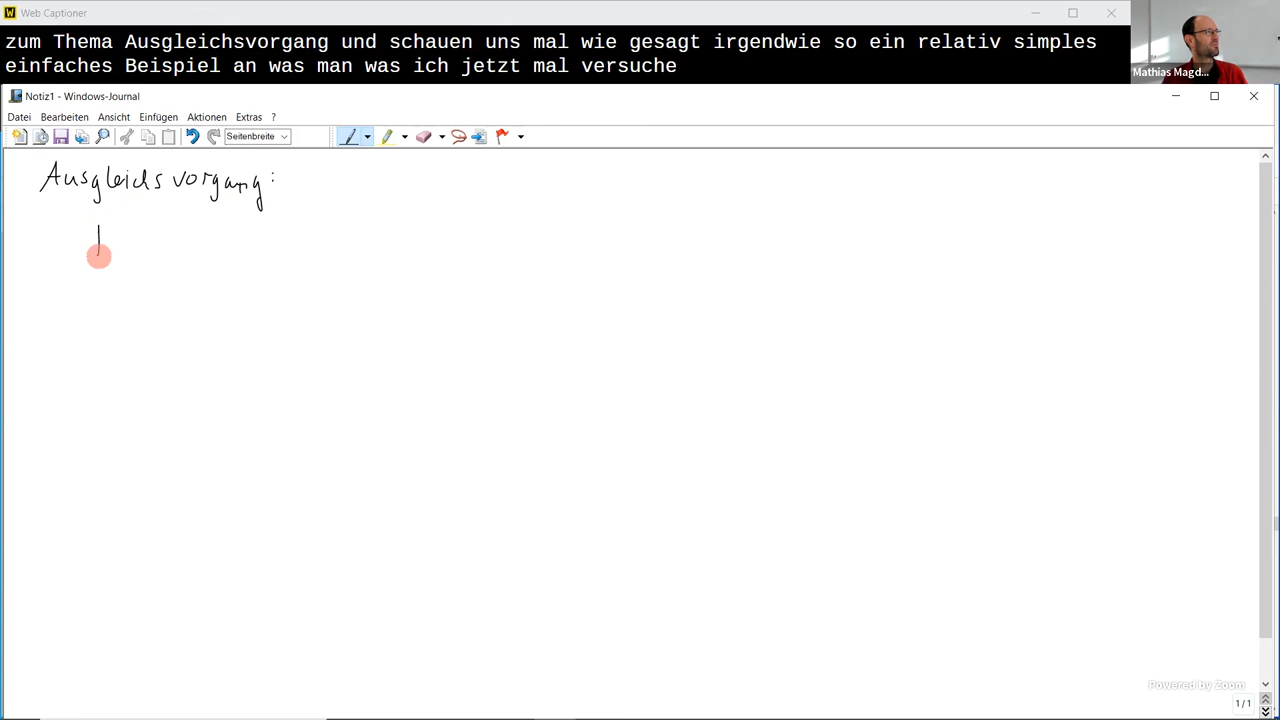 Web Captioner
zum Thema Ausgleichsvorgang und schauen uns mal wie gesagt irgendwie so ein relativ simples
einfaches Beispiel an was man was ich jetzt mal versuche
Mathias Magd...
Notiz1 - Windows-Journal
Datei Bearbeiten Ansicht Einfügen Aktionen Extras ?
Seitenbreite
Ausgleichsvorgang:
Powered by Zoom
1/1